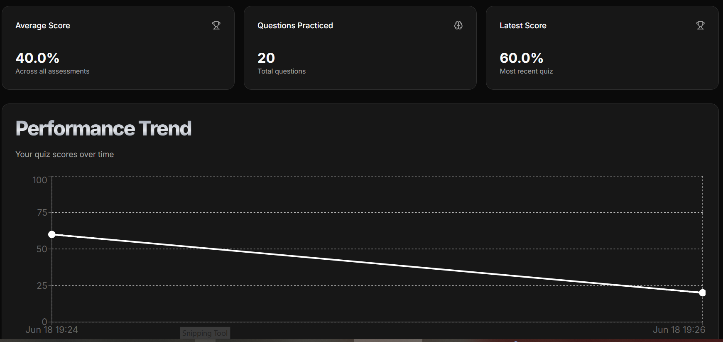 Average Score
40.0%
Across all assessments
Questions Practiced
20
Total questions
Latest Score
60.0%
Most recent quiz
Performance Trend
Your quiz scores over time
100
75
50
25
0
Jun 18 19:24
Jun 18 19:26
Snipping Tool